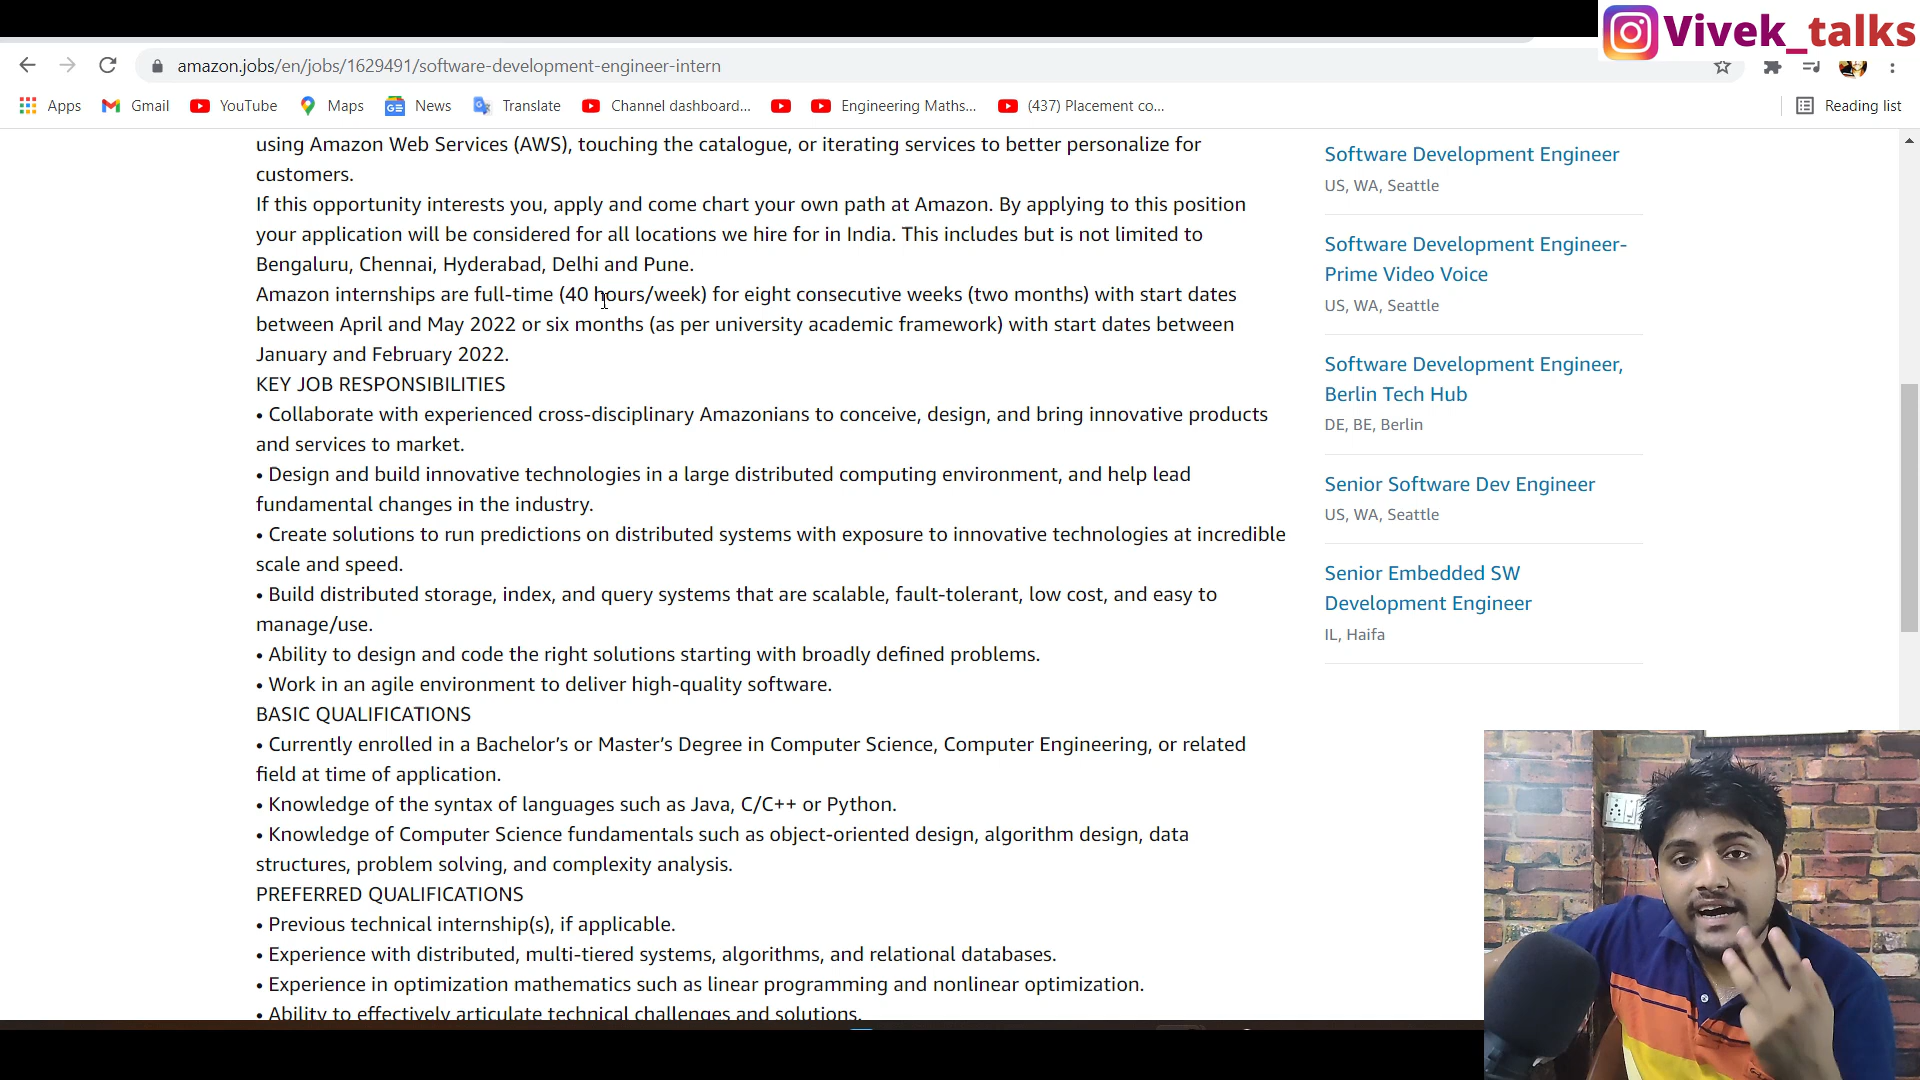 Vivek_talks
amazon.jobs/en/jobs/1629491/software-development-engineer-intern
Apps Gmail YouTube Maps News Translate Channel dashboard... Engineering Maths... (437) Placement co... Reading list
using Amazon Web Services (AWS), touching the catalogue, or iterating services to better personalize for
customers.
If this opportunity interests you, apply and come chart your own path at Amazon. By applying to this position
your application will be considered for all locations we hire for in India. This includes but is not limited to
Bengaluru, Chennai, Hyderabad, Delhi and Pune.
Amazon internships are full-time (40 hours/week) for eight consecutive weeks (two months) with start dates
between April and May 2022 or six months (as per university academic framework) with start dates between
January and February 2022.
KEY JOB RESPONSIBILITIES
• Collaborate with experienced cross-disciplinary Amazonians to conceive, design, and bring innovative products
and services to market.
• Design and build innovative technologies in a large distributed computing environment, and help lead
fundamental changes in the industry.
• Create solutions to run predictions on distributed systems with exposure to innovative technologies at incredible
scale and speed.
• Build distributed storage, index, and query systems that are scalable, fault-tolerant, low cost, and easy to
manage/use.
• Ability to design and code the right solutions starting with broadly defined problems.
• Work in an agile environment to deliver high-quality software.
BASIC QUALIFICATIONS
• Currently enrolled in a Bachelor’s or Master’s Degree in Computer Science, Computer Engineering, or related
field at time of application.
• Knowledge of the syntax of languages such as Java, C/C++ or Python.
• Knowledge of Computer Science fundamentals such as object-oriented design, algorithm design, data
structures, problem solving, and complexity analysis.
PREFERRED QUALIFICATIONS
• Previous technical internship(s), if applicable.
• Experience with distributed, multi-tiered systems, algorithms, and relational databases.
• Experience in optimization mathematics such as linear programming and nonlinear optimization.
• Ability to effectively articulate technical challenges and solutions.
Software Development Engineer
US, WA, Seattle
Software Development Engineer-
Prime Video Voice
US, WA, Seattle
Software Development Engineer,
Berlin Tech Hub
DE, BE, Berlin
Senior Software Dev Engineer
US, WA, Seattle
Senior Embedded SW
Development Engineer
IL, Haifa